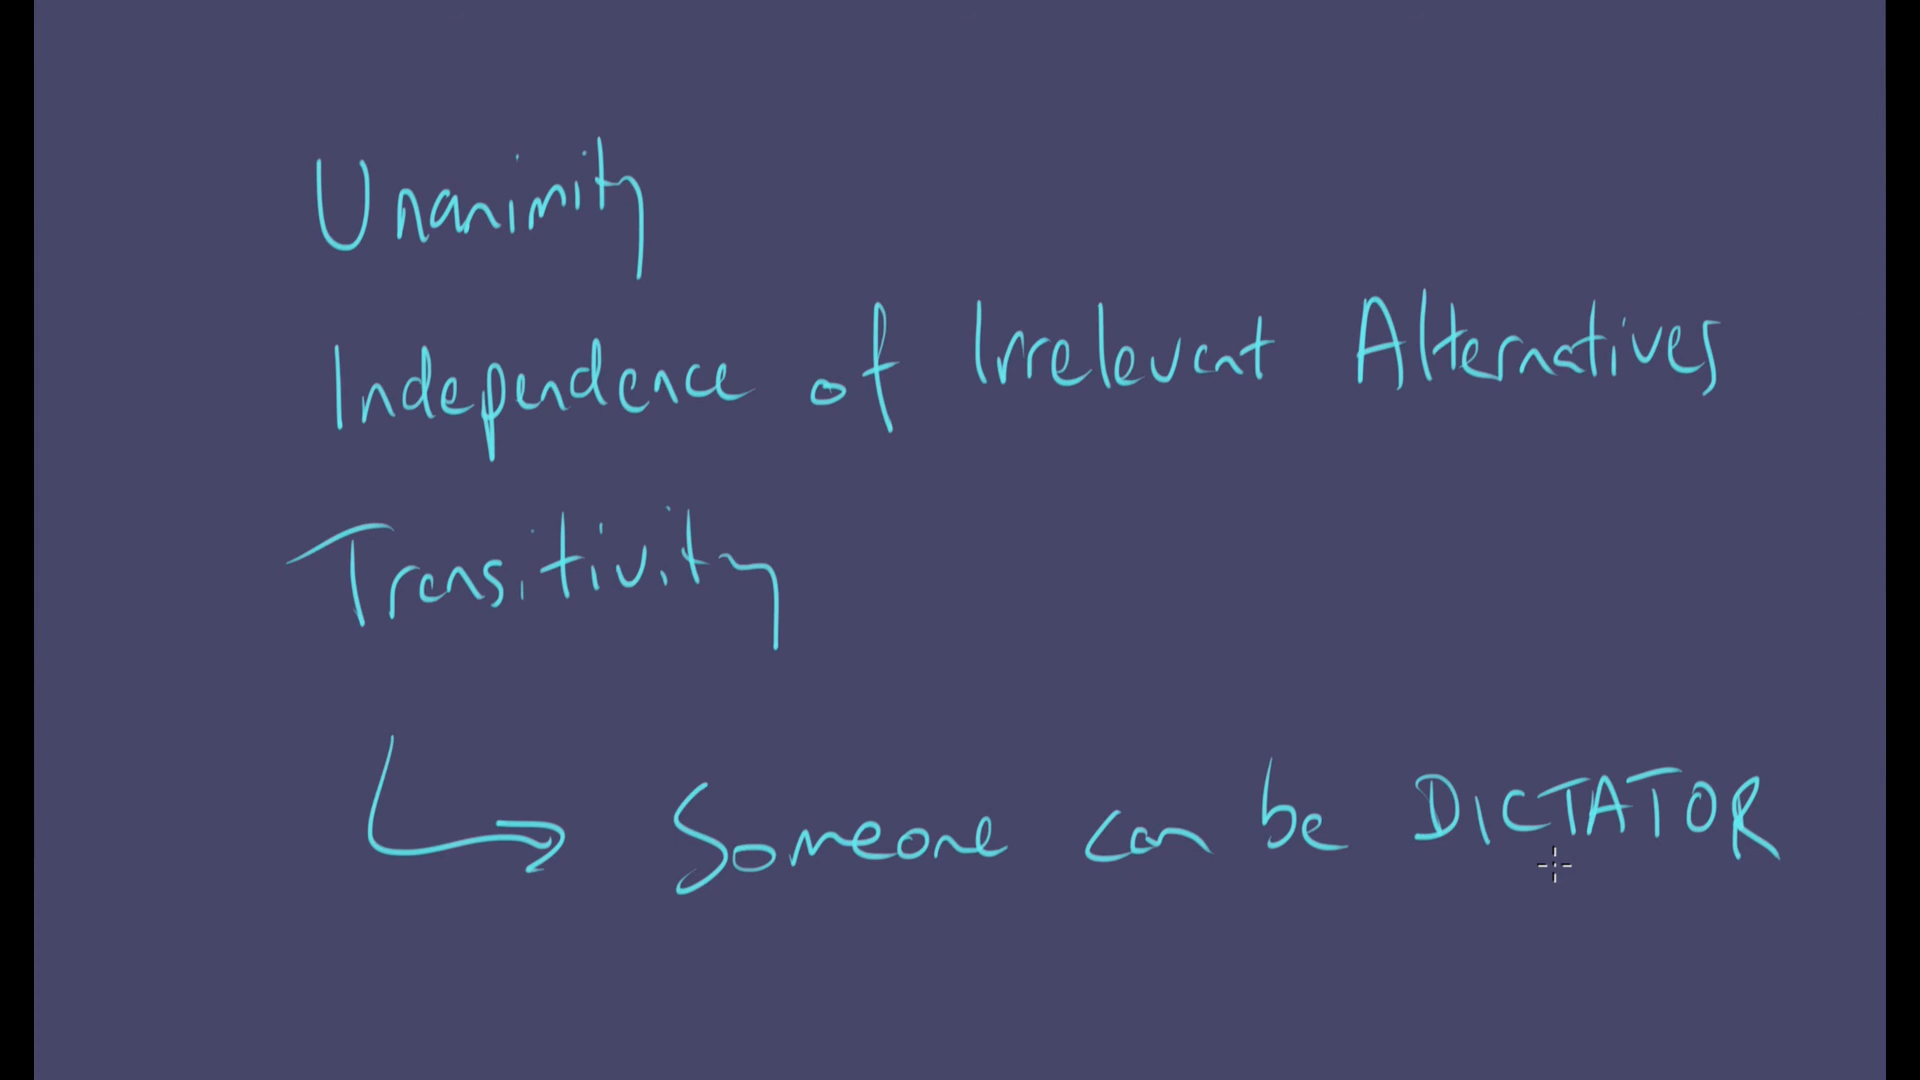 Unanimity
Independence of Irrelevant Alternatives
Transitivity
Someone can be DICTATOR